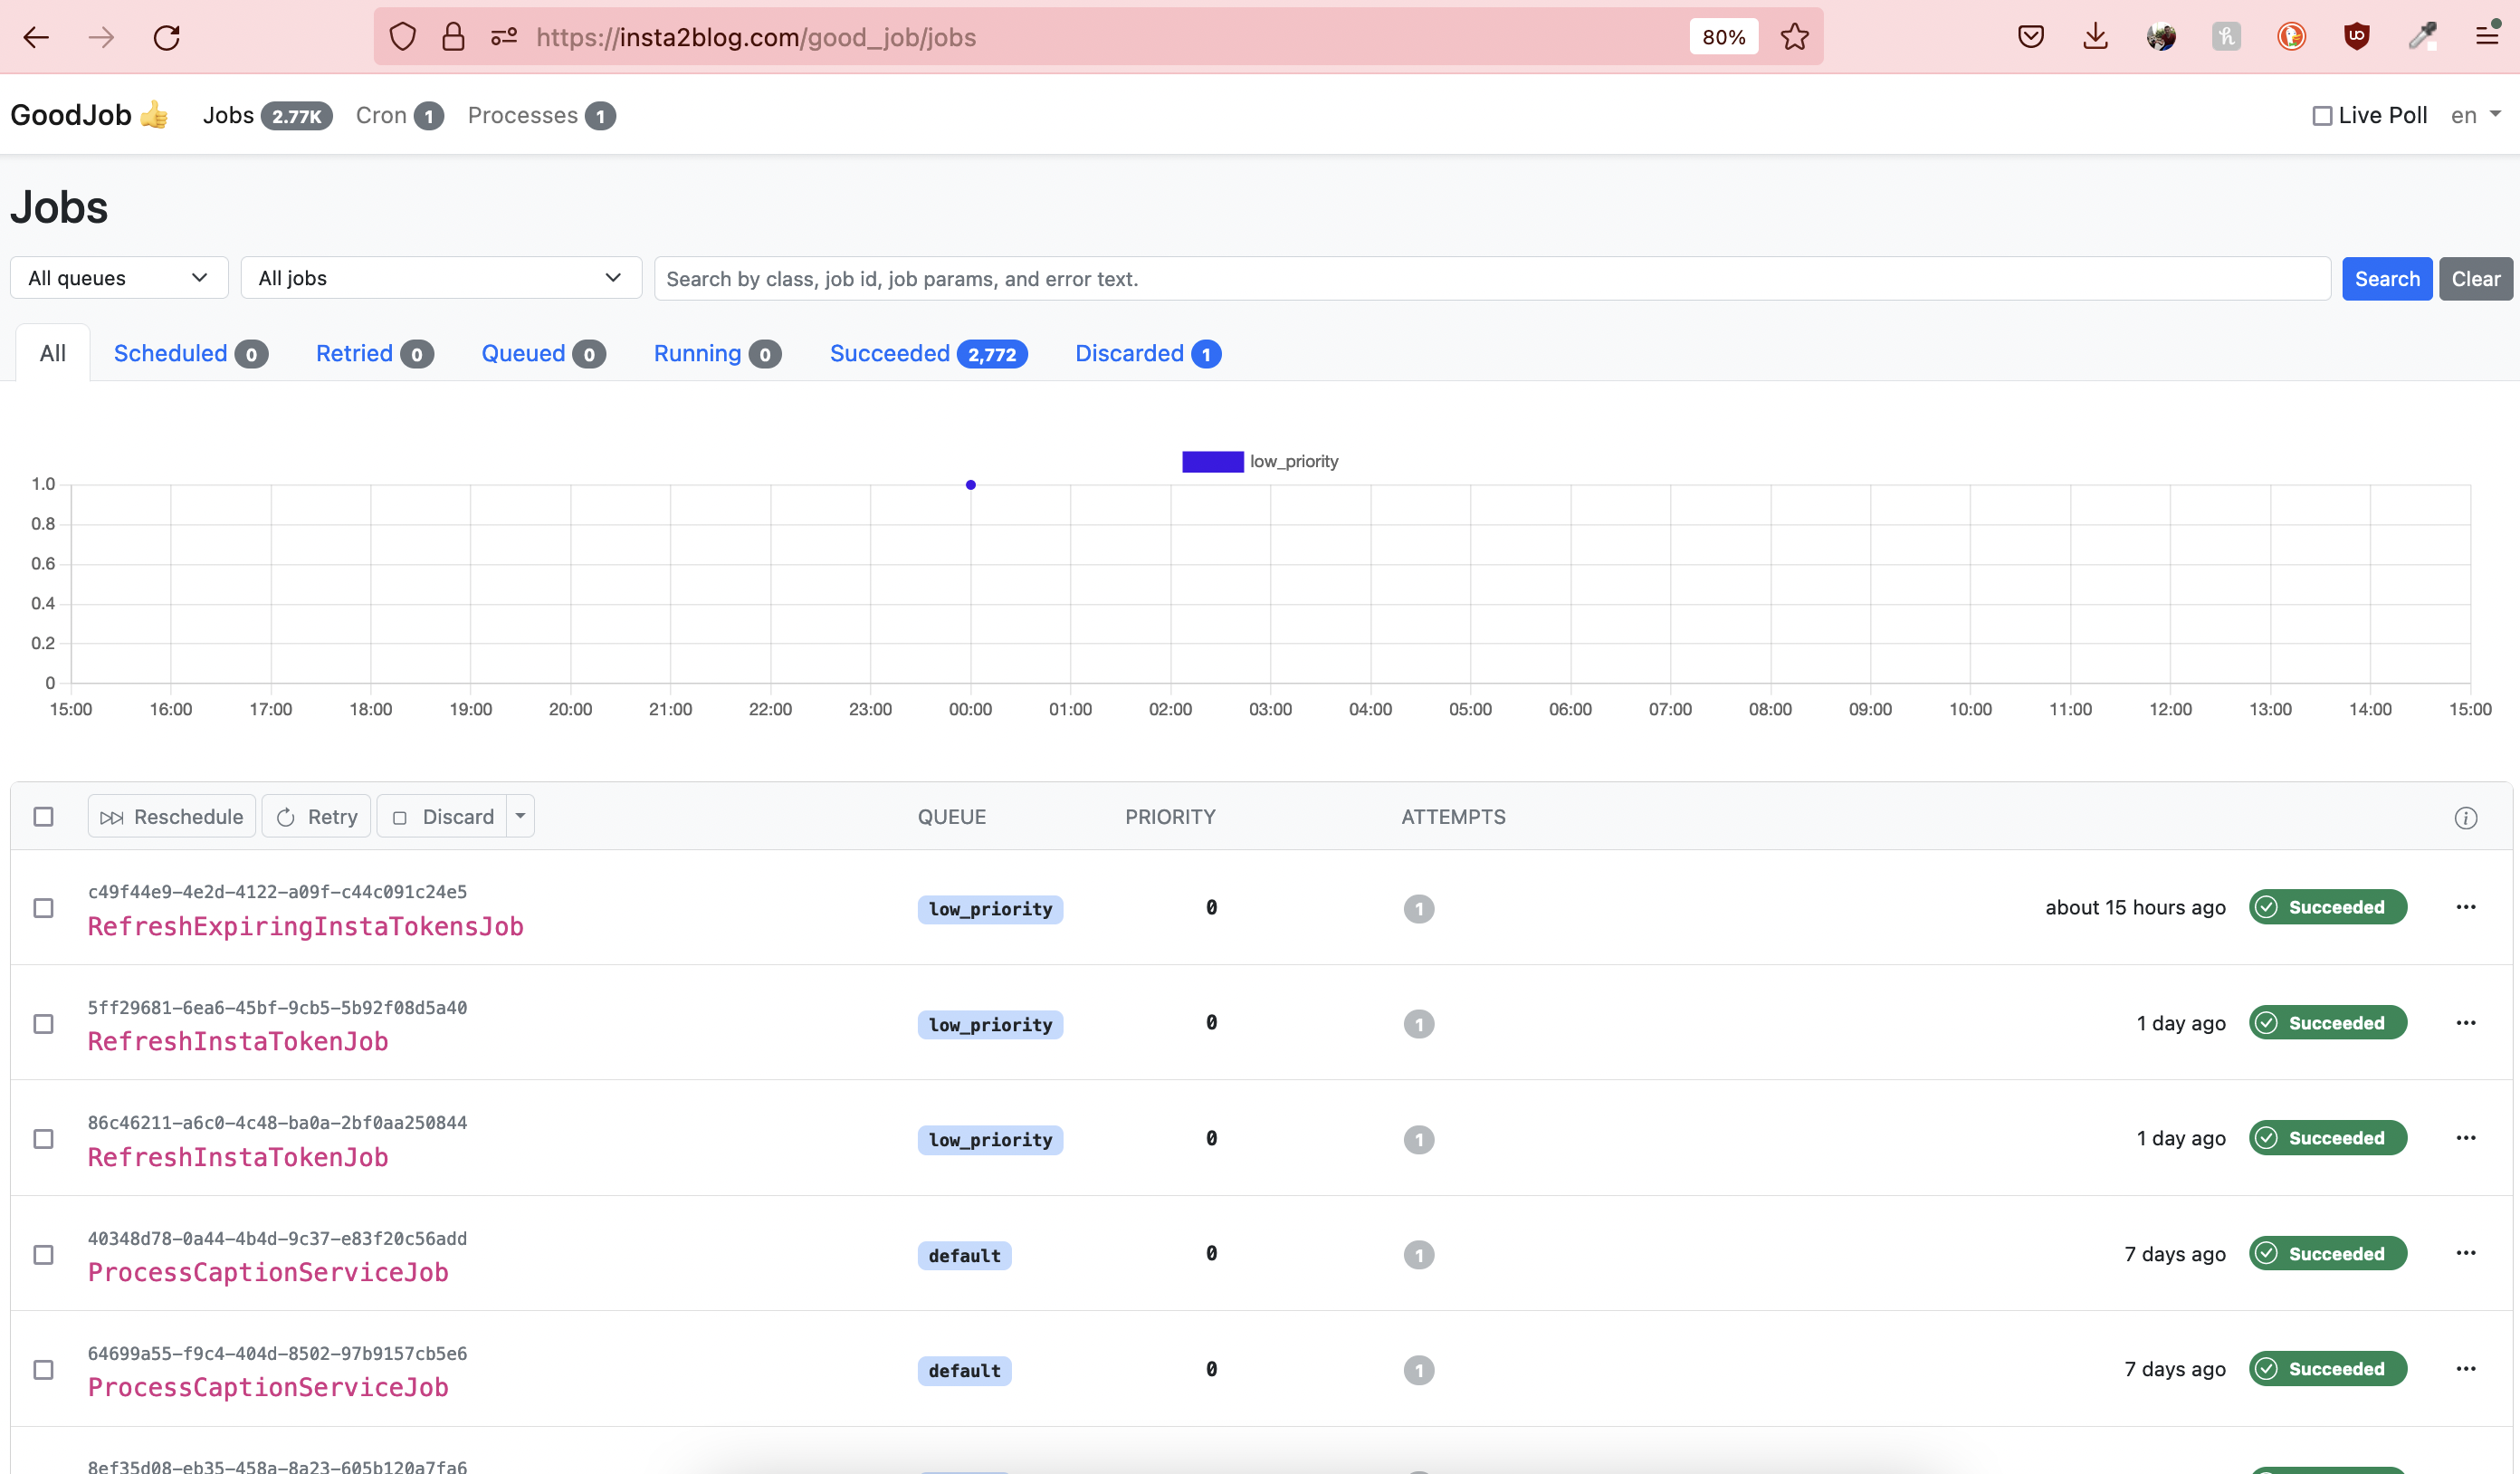 https://insta2blog.com/good_job/jobs 80%
GoodJob 👍 Jobs 2.77K Cron 1 Processes 1 Live Poll en
Jobs
All queues All jobs Search by class, job id, job params, and error text. Search Clear
All Scheduled 0 Retried 0 Queued 0 Running 0 Succeeded 2,772 Discarded 1
low_priority
1.0
0.8
0.6
0.4
0.2
0
15:00 16:00 17:00 18:00 19:00 20:00 21:00 22:00 23:00 00:00 01:00 02:00 03:00 04:00 05:00 06:00 07:00 08:00 09:00 10:00 11:00 12:00 13:00 14:00 15:00
Reschedule Retry Discard QUEUE PRIORITY ATTEMPTS
c49f44e9-4e2d-4122-a09f-c44c091c24e5
RefreshExpiringInstaTokensJob low_priority 0 1 about 15 hours ago Succeeded
5ff29681-6ea6-45bf-9cb5-5b92f08d5a40
RefreshInstaTokenJob low_priority 0 1 1 day ago Succeeded
86c46211-a6c0-4c48-ba0a-2bf0aa250844
RefreshInstaTokenJob low_priority 0 1 1 day ago Succeeded
40348d78-0a44-4b4d-9c37-e83f20c56add
ProcessCaptionServiceJob default 0 1 7 days ago Succeeded
64699a55-f9c4-404d-8502-97b9157cb5e6
ProcessCaptionServiceJob default 0 1 7 days ago Succeeded
8ef35d08-eb35-458a-8a23-605b120a7fa6